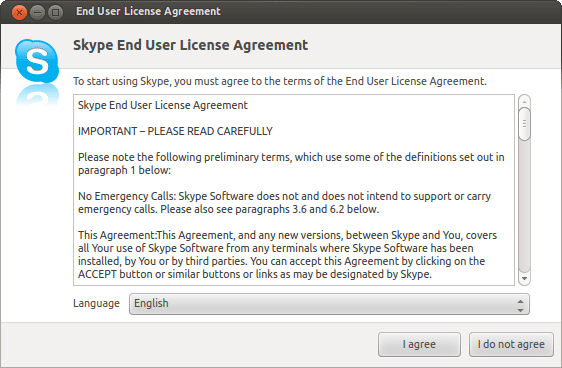 End User License Agreement
S
Skype End User License Agreement
To start using Skype, you must agree to the terms of the End User License Agreement.
Skype End User License Agreement
IMPORTANT – PLEASE READ CAREFULLY
Please note the following preliminary terms, which use some of the definitions set out in
paragraph 1 below:
No Emergency Calls: Skype Software does not and does not intend to support or carry
emergency calls. Please also see paragraphs 3.6 and 6.2 below.
This Agreement:This Agreement, and any new versions, between Skype and You, covers
all Your use of Skype Software from any terminals where Skype Software has been
installed, by You or by third parties. You can accept this Agreement by clicking on the
ACCEPT button or similar buttons or links as may be designated by Skype.
Language English
I agree I do not agree